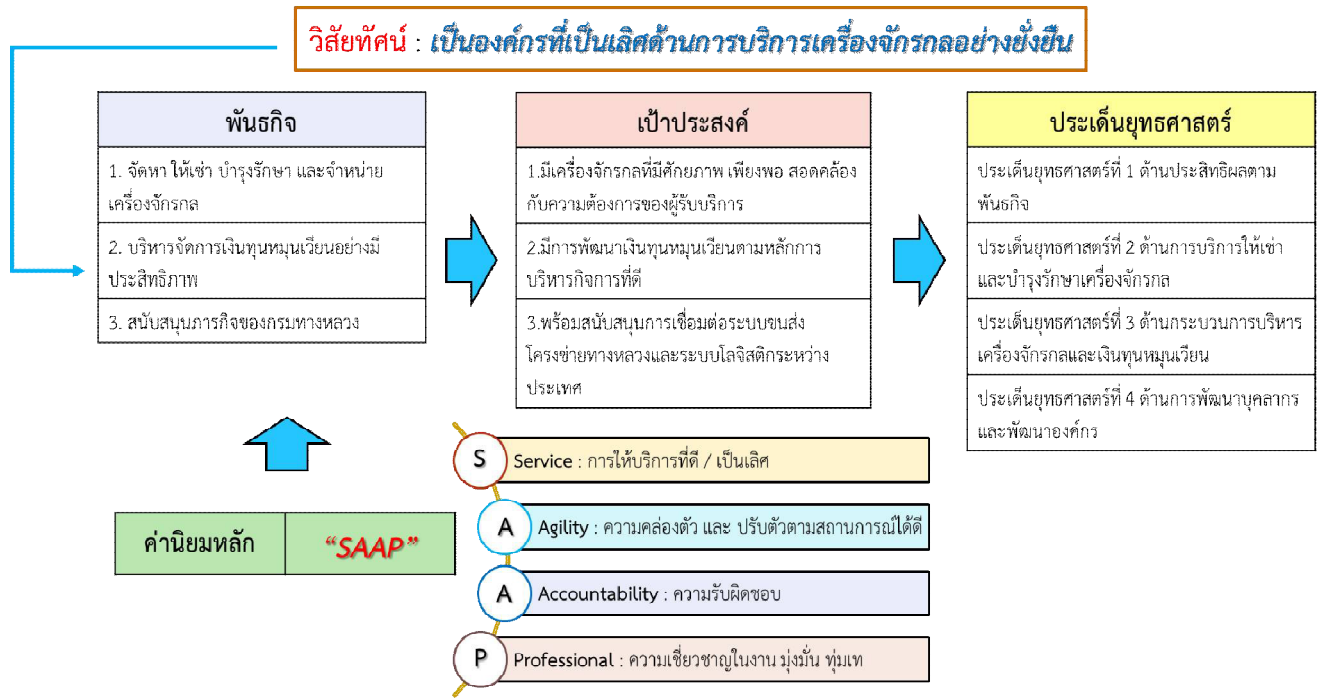 วิสัยทัศน์ : เป็นองค์กรที่เป็นเลิศด้านการบริการเครื่องจักรกลอย่างยั่งยืน
พันธกิจ
1. จัดหา ให้เช่า บำรุงรักษา และจำหน่าย
เครื่องจักรกล
2. บริหารจัดการเงินทุนหมุนเวียนอย่างมี
ประสิทธิภาพ
3. สนับสนุนภารกิจของกรมทางหลวง
เป้าประสงค์
1.มีเครื่องจักรกลที่มีศักยภาพ เพียงพอ สอดคล้อง
กับความต้องการของผู้รับบริการ
2.มีการพัฒนาเงินทุนหมุนเวียนตามหลักการ
บริหารกิจการที่ดี
3.พร้อมสนับสนุนการเชื่อมต่อระบบขนส่ง
โครงข่ายทางหลวงและระบบโลจิสติกระหว่าง
ประเทศ
ประเด็นยุทธศาสตร์
ประเด็นยุทธศาสตร์ที่ 1 ด้านประสิทธิผลตาม
พันธกิจ
ประเด็นยุทธศาสตร์ที่ 2 ด้านการบริการให้เช่า
และบำรุงรักษาเครื่องจักรกล
ประเด็นยุทธศาสตร์ที่ 3 ด้านกระบวนการบริหาร
เครื่องจักรกลและเงินทุนหมุนเวียน
ประเด็นยุทธศาสตร์ที่ 4 ด้านการพัฒนาบุคลากร
และพัฒนาองค์กร
ค่านิยมหลัก "SAAP"
S Service : การให้บริการที่ดี / เป็นเลิศ
A Agility : ความคล่องตัว และ ปรับตัวตามสถานการณ์ได้ดี
A Accountability : ความรับผิดชอบ
P Professional : ความเชี่ยวชาญในงาน มุ่งมั่น ทุ่มเท